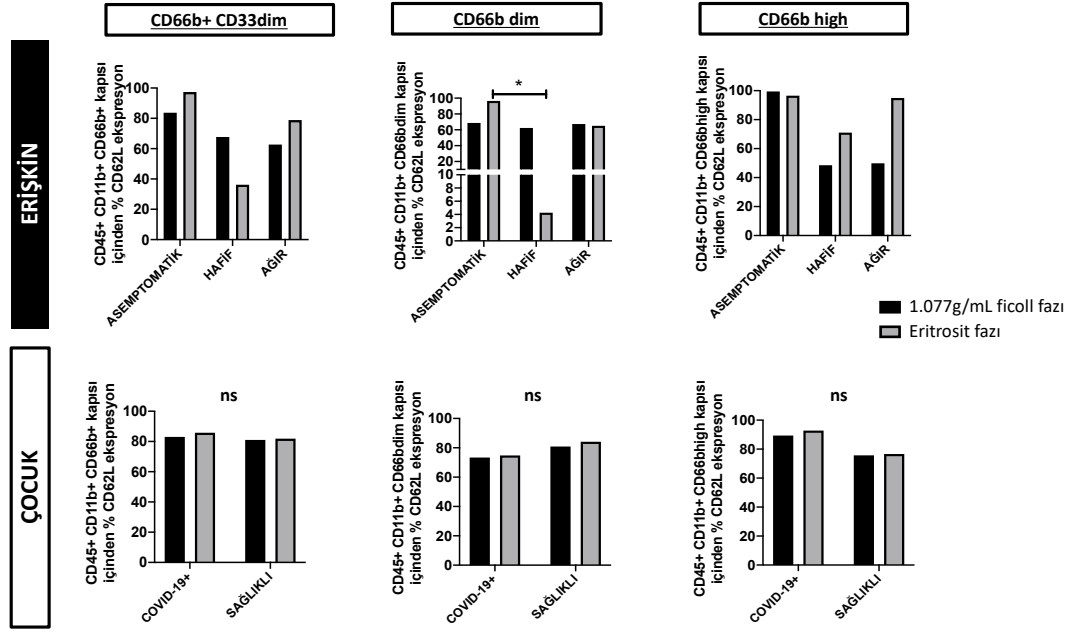 CD66b+ CD33dim
CD66b dim
CD66b high
ERİŞKİN
CD45+ CD11b+ CD66b+ kapısı
içinden % CD62L ekspresyon
100
80
60
40
20
0
ASEMPTOMATİK
HAFİF
AĞIR
CD45+ CD11b+ CD66bdim kapısı
içinden % CD62L ekspresyon
*
100
80
60
40
20
0
10
8
6
4
2
0
ASEMPTOMATİK
HAFİF
AĞIR
CD45+ CD11b+ CD66bhigh kapısı
içinden % CD62L ekspresyon
100
80
60
40
20
0
ASEMPTOMATİK
HAFİF
AĞIR
1.077g/mL ficoll fazı
Eritrosit fazı
ÇOCUK
CD45+ CD11b+ CD66b+ kapısı
içinden % CD62L ekspresyon
ns
100
80
60
40
20
0
COVID-19+
SAĞLIKLI
CD45+ CD11b+ CD66bdim kapısı
içinden % CD62L ekspresyon
ns
100
80
60
40
20
0
COVID-19+
SAĞLIKLI
CD45+ CD11b+ CD66bhigh kapısı
içinden % CD62L ekspresyon
ns
100
80
60
40
20
0
COVID-19+
SAĞLIKLI